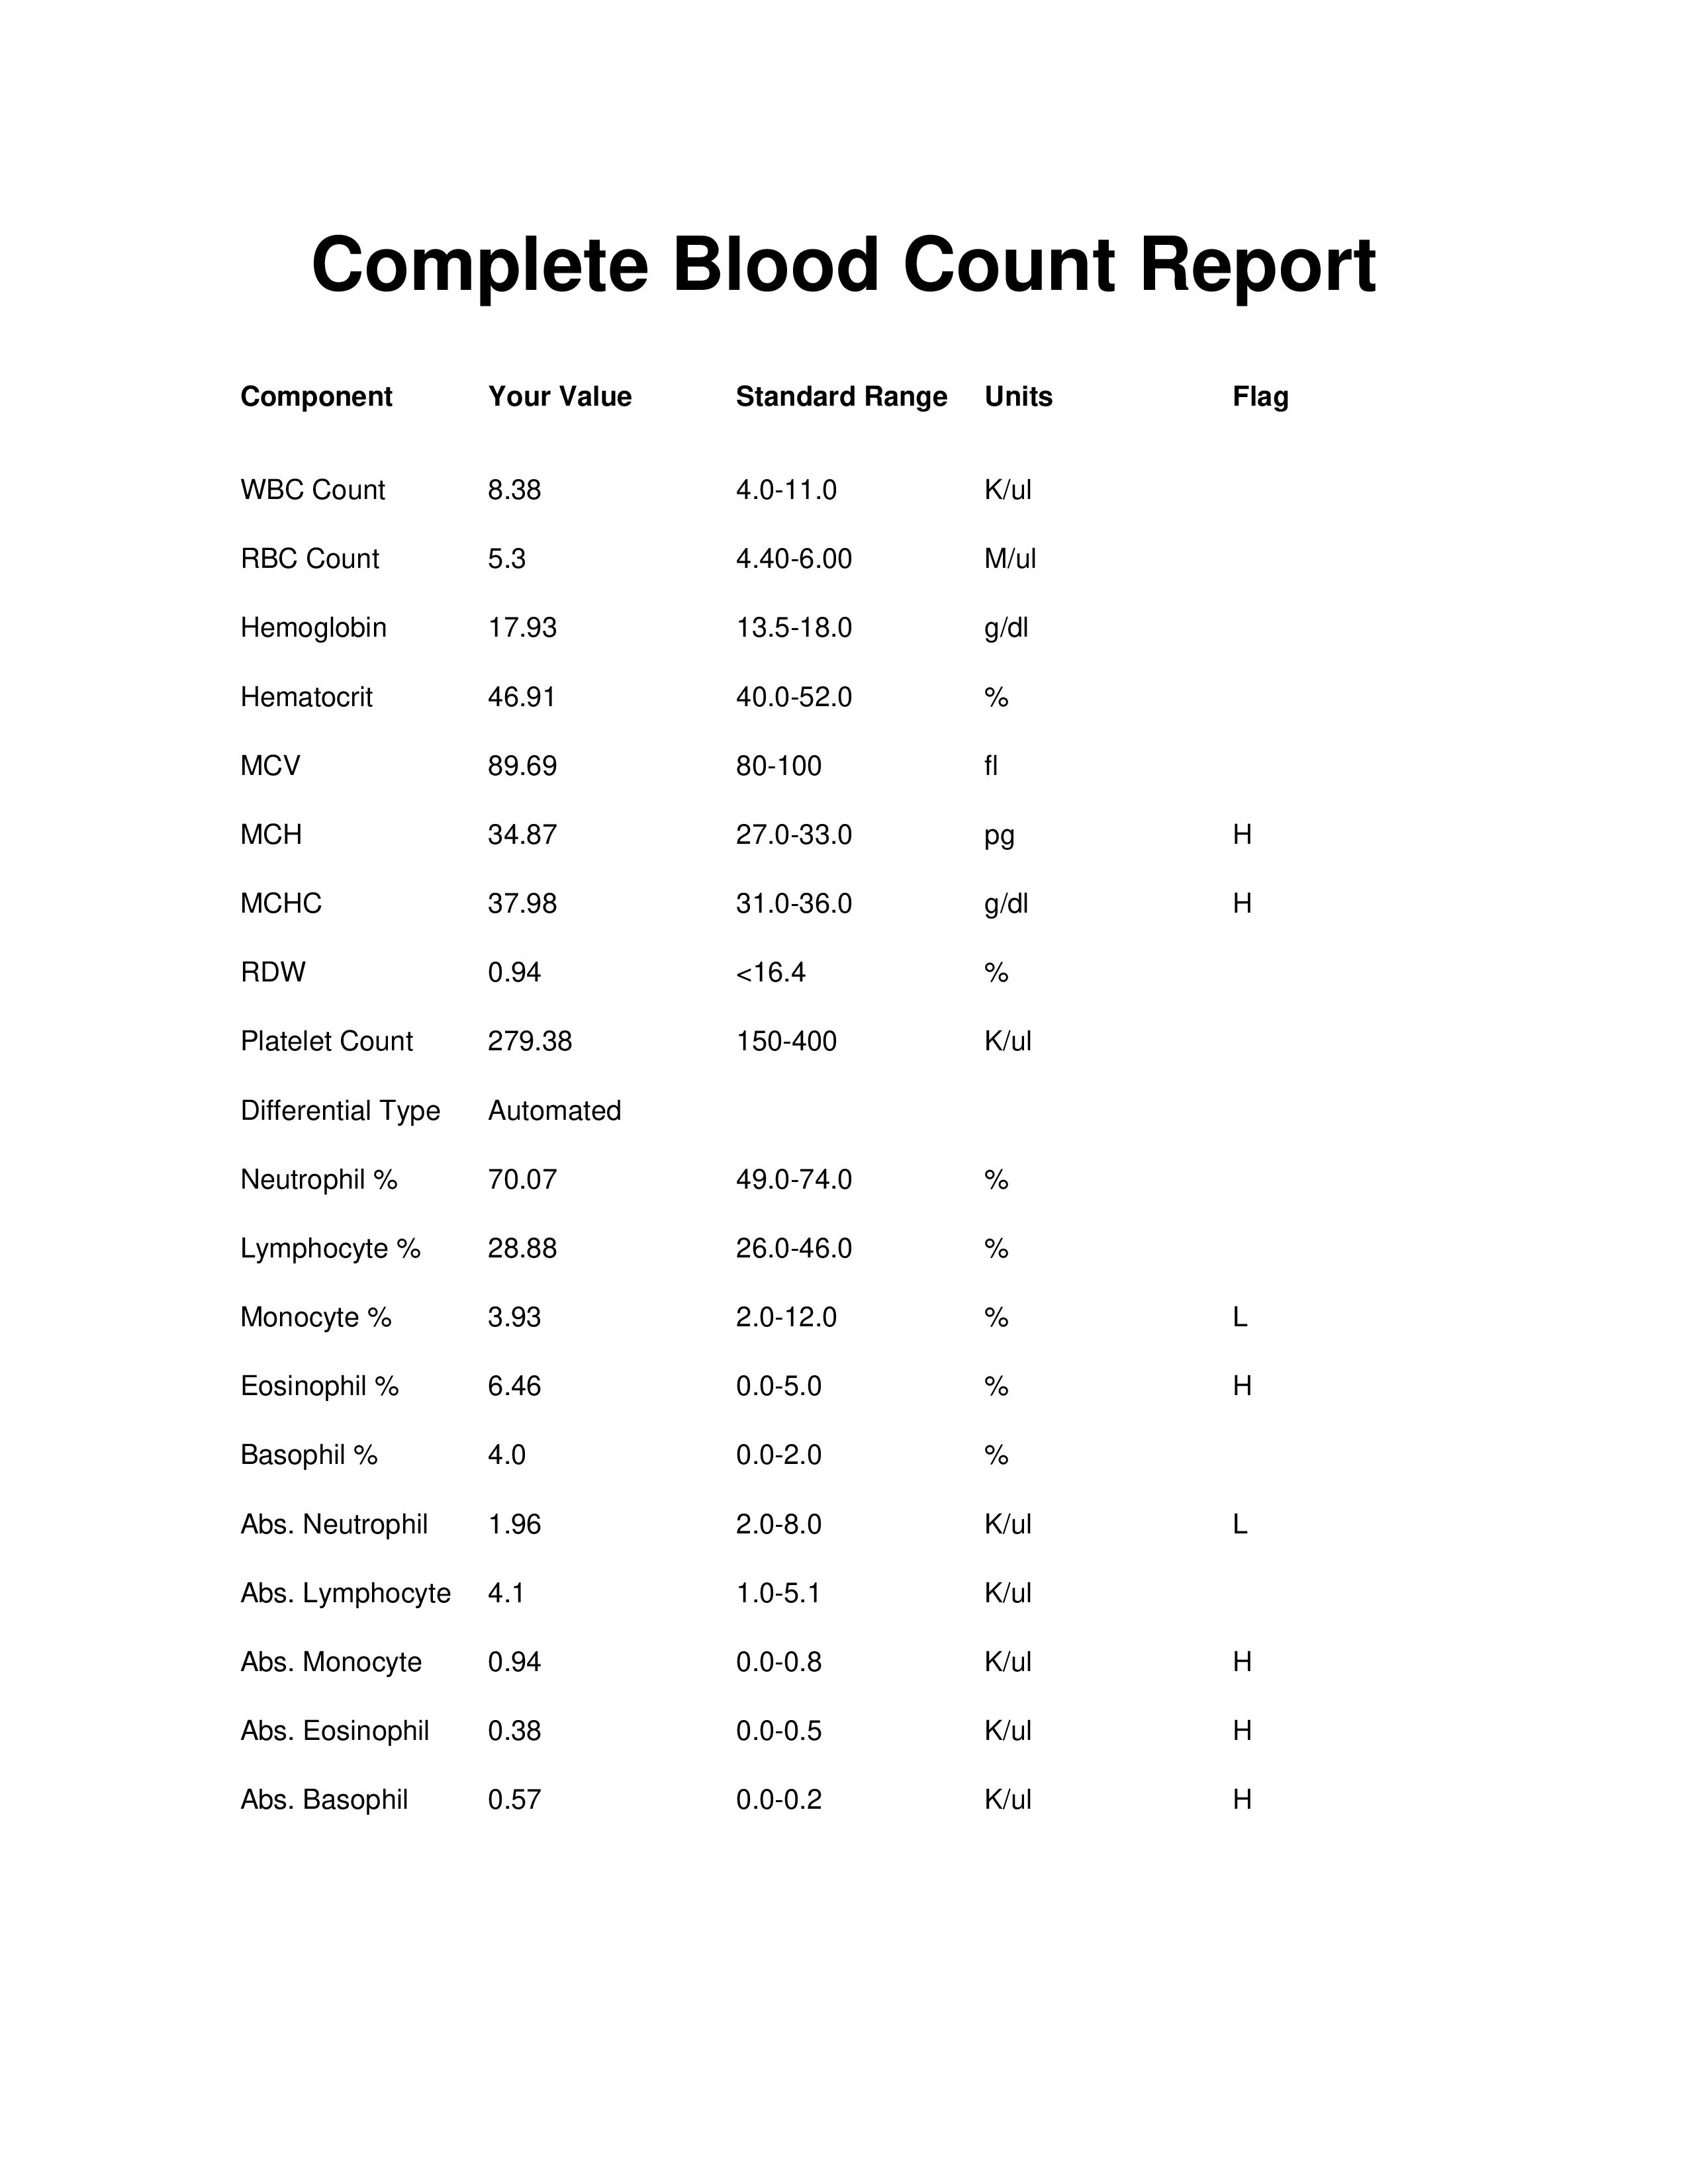 Complete Blood Count Report
Component Your Value Standard Range Units Flag
WBC Count 8.38 4.0-11.0 K/ul
RBC Count 5.3 4.40-6.00 M/ul
Hemoglobin 17.93 13.5-18.0 g/dl
Hematocrit 46.91 40.0-52.0 %
MCV 89.69 80-100 fl
MCH 34.87 27.0-33.0 pg H
MCHC 37.98 31.0-36.0 g/dl H
RDW 0.94 <16.4 %
Platelet Count 279.38 150-400 K/ul
Differential Type Automated
Neutrophil % 70.07 49.0-74.0 %
Lymphocyte % 28.88 26.0-46.0 %
Monocyte % 3.93 2.0-12.0 % L
Eosinophil % 6.46 0.0-5.0 % H
Basophil % 4.0 0.0-2.0 %
Abs. Neutrophil 1.96 2.0-8.0 K/ul L
Abs. Lymphocyte 4.1 1.0-5.1 K/ul
Abs. Monocyte 0.94 0.0-0.8 K/ul H
Abs. Eosinophil 0.38 0.0-0.5 K/ul H
Abs. Basophil 0.57 0.0-0.2 K/ul H